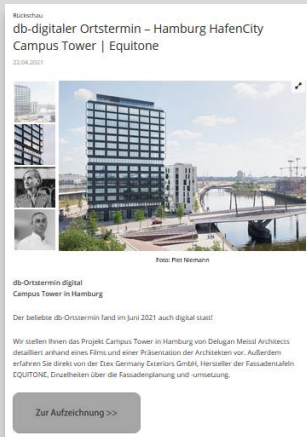 Rückschau
db-digitaler Ortstermin – Hamburg HafenCity
Campus Tower | Equitone
22.04.2021
Foto: Piet Niemann
db-Ortstermin digital
Campus Tower in Hamburg
Der beliebte db-Ortstermin fand im Juni 2021 auch digital statt!
Wir stellen Ihnen das Projekt Campus Tower in Hamburg von Delugan Meissl Architects
detailliert anhand eines Films und einer Präsentation der Architekten vor. Außerdem
erfahren Sie direkt von der Etex Germany Exteriors GmbH, Hersteller der Fassadentafeln
EQUITONE, Einzelheiten über die Fassadenplanung und -umsetzung.
Zur Aufzeichnung >>